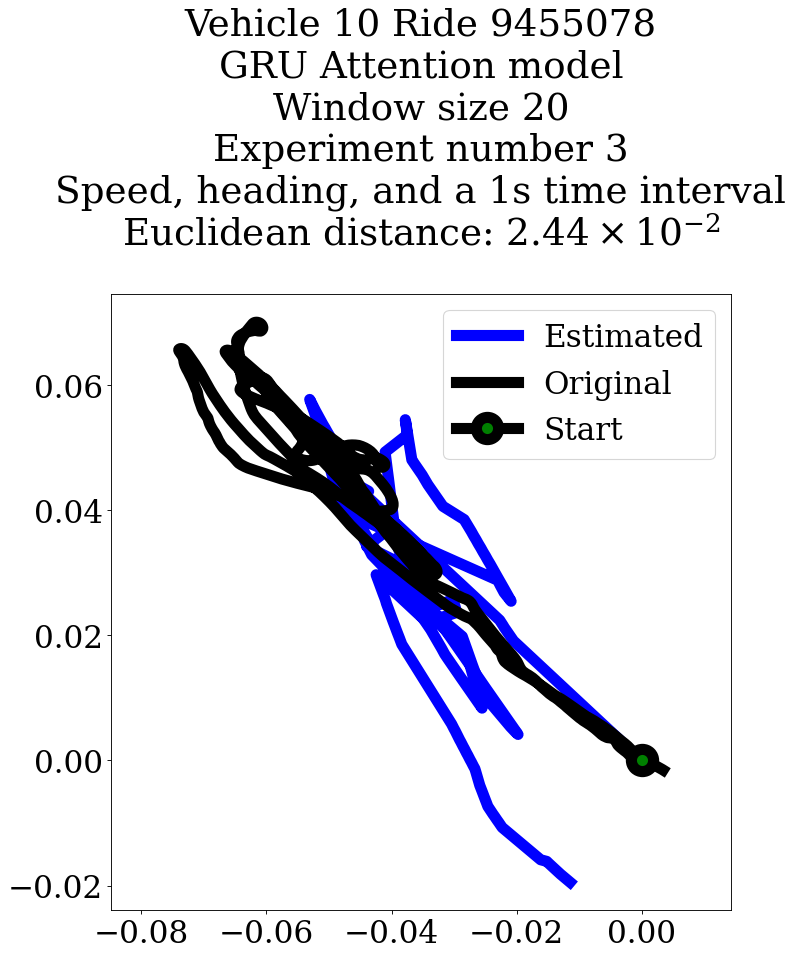 Vehicle 10 Ride 9455078
GRU Attention model
Window size 20
Experiment number 3
Speed, heading, and a 1s time interval
Euclidean distance: 2.44 × 10⁻²
Estimated
Original
Start
0.06
0.04
0.02
0.00
−0.02
−0.08 −0.06 −0.04 −0.02 0.00